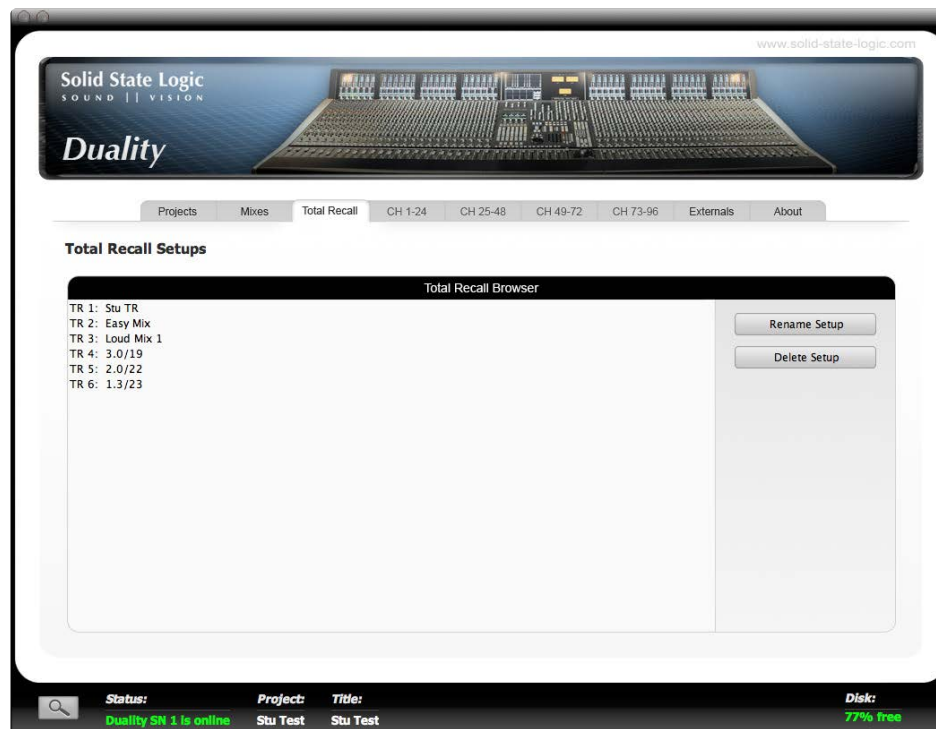 www.solid-state-logic.com
Solid State Logic
SOUND || VISION
Duality
Projects Mixes Total Recall CH 1-24 CH 25-48 CH 49-72 CH 73-96 Externals About
Total Recall Setups
Total Recall Browser
TR 1: Stu TR
TR 2: Easy Mix
TR 3: Loud Mix 1
TR 4: 3.0/19
TR 5: 2.0/22
TR 6: 1.3/23
Rename Setup
Delete Setup
Status: Project: Title: Disk:
Duality SN 1 is online Stu Test Stu Test 77% free